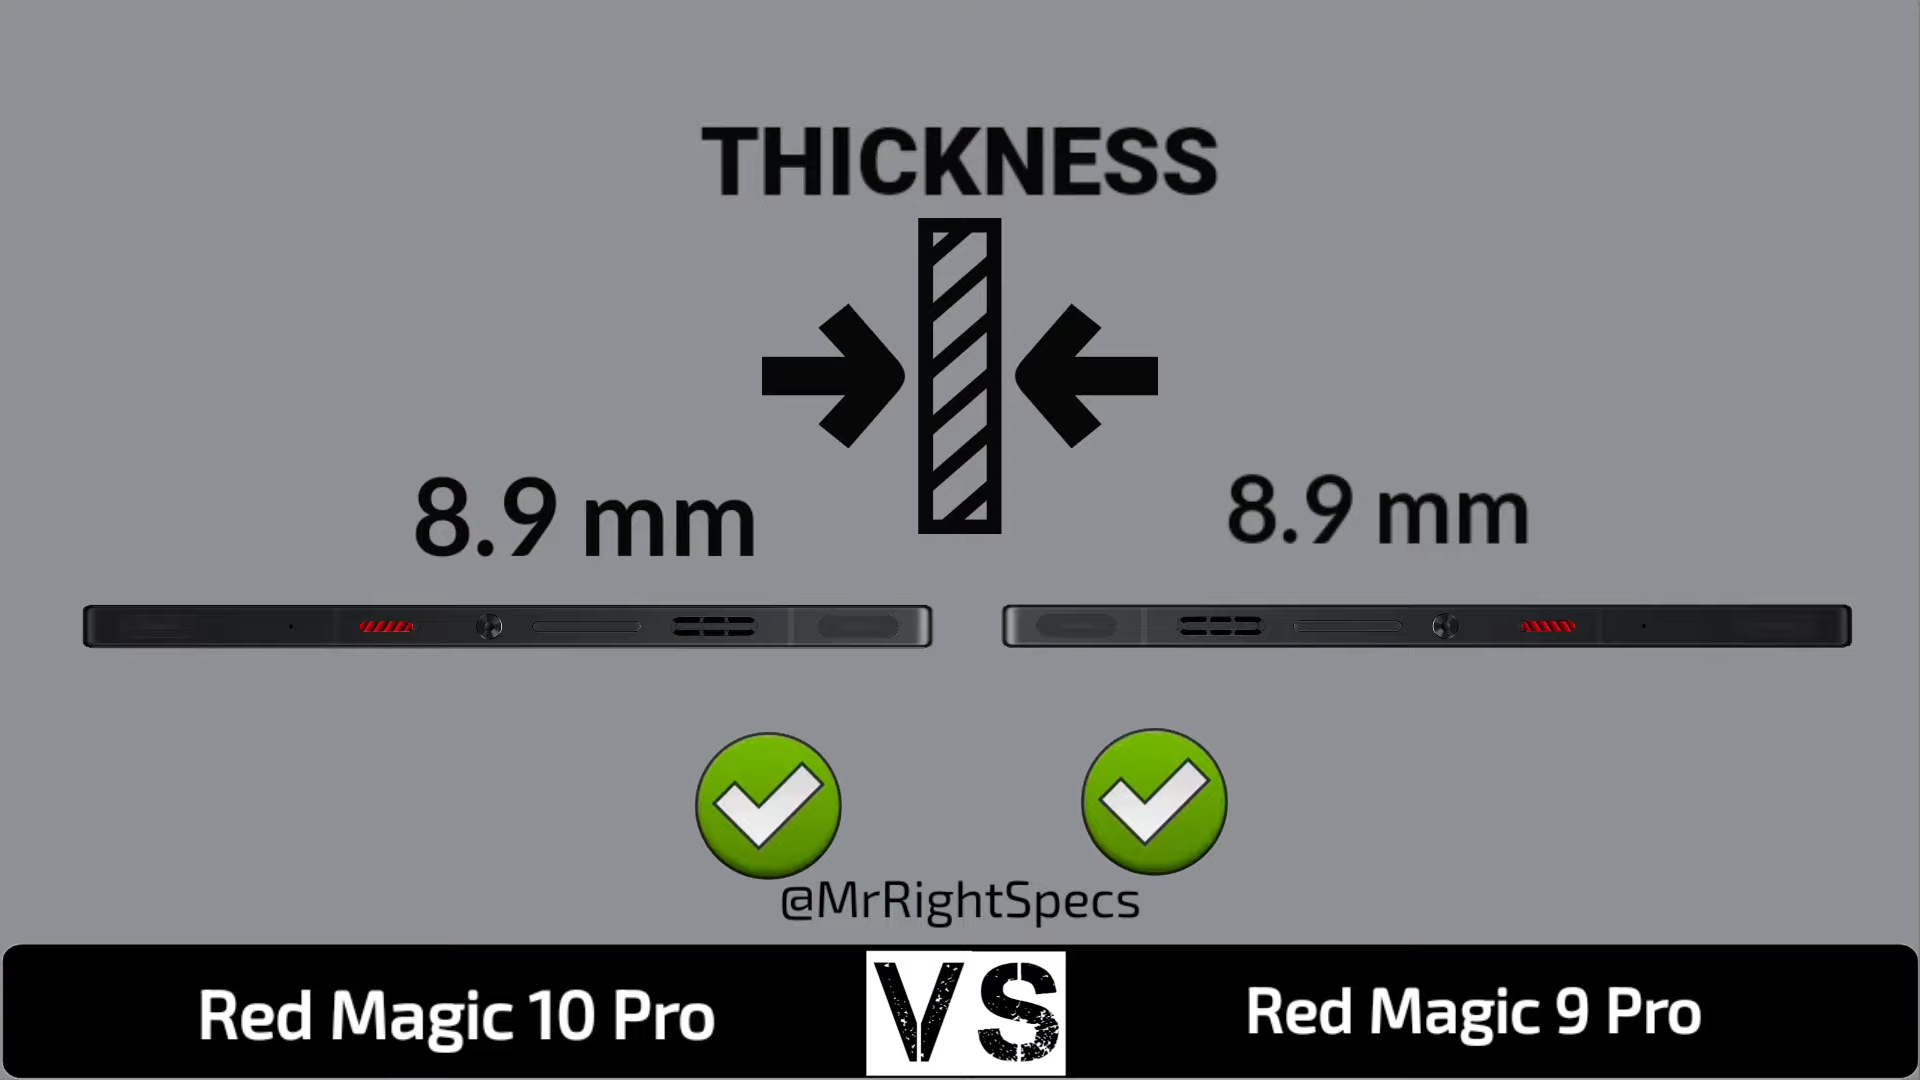 THICKNESS
8.9 mm
8.9 mm
@MrRightSpecs
Red Magic 10 Pro
VS
Red Magic 9 Pro